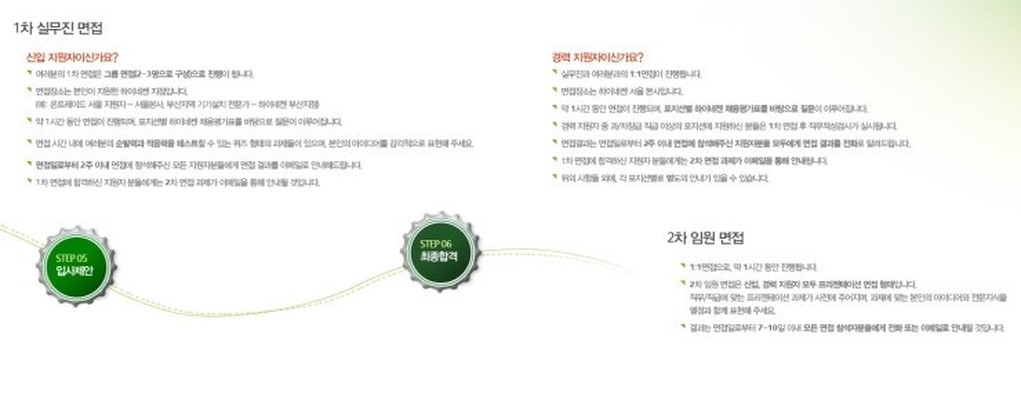 1차 실무진 면접
신입 지원자이신가요?
여러분의 1차 면접은 그룹 면접(2~3명으로 구성)으로 진행이 됩니다.
면접장소는 본인이 지원한 하이네켄 지점입니다.
(예: 온트레이드 서울 지원자 – 서울본사, 부산지역 기기설치 전문가 – 하이네켄 부산지점)
약 1시간 동안 면접이 진행되며, 포지션별 하이네켄 채용평가표를 바탕으로 질문이 이루어집니다.
면접 시간 내에 여러분의 순발력과 적응력을 테스트할 수 있는 퀴즈 형태의 과제들이 있으며, 본인의 아이디어를 감각적으로 표현해 주세요.
면접일로부터 2주 이내 면접에 참석해주신 모든 지원자분들에게 면접 결과를 이메일로 안내해드립니다.
1차 면접에 합격하신 지원자 분들에게는 2차 면접 과제가 이메일을 통해 안내될 것입니다.
경력 지원자이신가요?
실무진과 여러분과의 1:1면접이 진행됩니다.
면접장소는 하이네켄 서울 본사입니다.
약 1시간 동안 면접이 진행되며, 포지션별 하이네켄 채용평가표를 바탕으로 질문이 이루어집니다.
경력 지원자 중 과/차장급 직급 이상의 포지션에 지원하신 분들은 1차 면접 후 직무적성검사가 실시됩니다.
면접결과는 면접일로부터 2주 이내 면접에 참석해주신 지원자분들 모두에게 면접 결과를 전화로 알려드립니다.
1차 면접에 합격하신 지원자 분들에게는 2차 면접 과제가 이메일을 통해 안내됩니다.
위의 사항들 외에, 각 포지션별로 별도의 안내가 있을 수 있습니다.
STEP 05
입사제안
STEP 06
최종합격
2차 임원 면접
1:1면접으로, 약 1시간 동안 진행됩니다.
2차 임원 면접은 신입, 경력 지원자 모두 프리젠테이션 면접 형태입니다.
직무/직급에 맞는 프리젠테이션 과제가 사전에 주어지며, 과제에 맞는 본인의 아이디어와 전문지식을
열정과 함께 표현해 주세요.
결과는 면접일로부터 7~10일 이내 모든 면접 참석자분들에게 전화 또는 이메일로 안내될 것입니다.